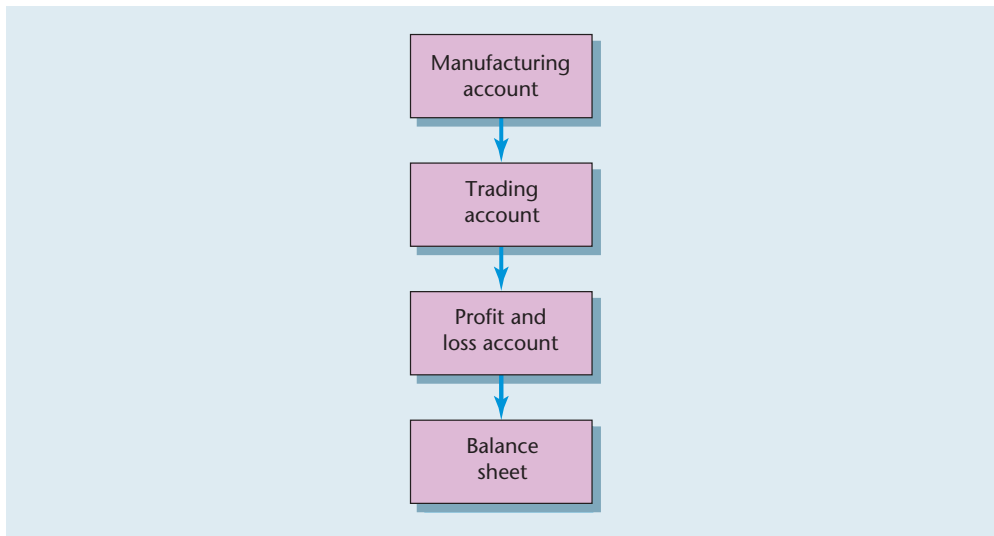 Manufacturing
account
Trading
account
Profit and
loss account
Balance
sheet